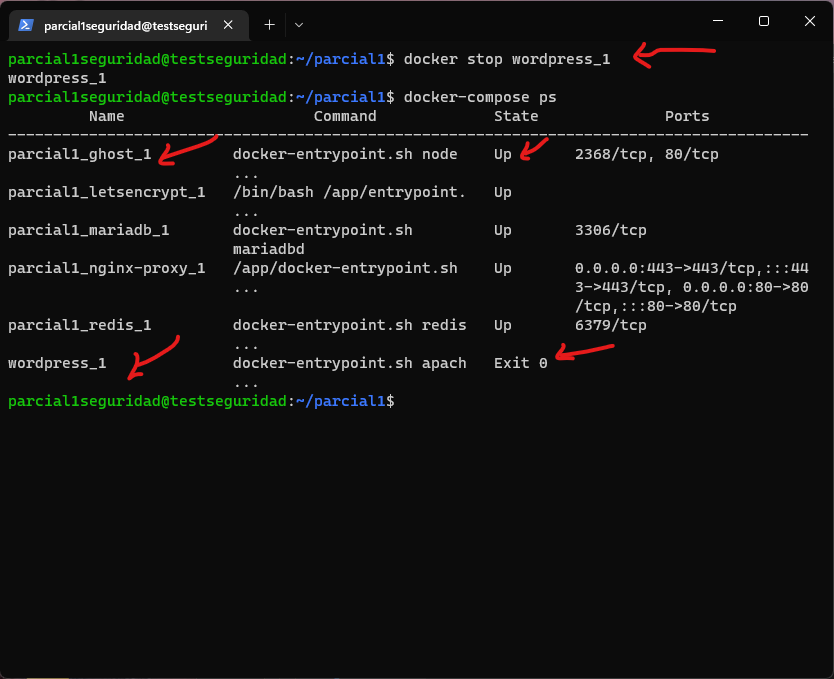 parcial1seguridad@testseguri
parcial1seguridad@testseguridad:~/parcial1$ docker stop wordpress_1
wordpress_1
parcial1seguridad@testseguridad:~/parcial1$ docker-compose ps
Name Command State Ports
-----------------------------------------------------------------------------------------
parcial1_ghost_1 docker-entrypoint.sh node Up 2368/tcp, 80/tcp
...
parcial1_letsencrypt_1 /bin/bash /app/entrypoint. Up
...
parcial1_mariadb_1 docker-entrypoint.sh Up 3306/tcp
mariadbd
parcial1_nginx-proxy_1 /app/docker-entrypoint.sh Up 0.0.0.0:443->443/tcp,:::44
... 3->443/tcp, 0.0.0.0:80->80
/tcp,:::80->80/tcp
parcial1_redis_1 docker-entrypoint.sh redis Up 6379/tcp
...
wordpress_1 docker-entrypoint.sh apach Exit 0
...
parcial1seguridad@testseguridad:~/parcial1$